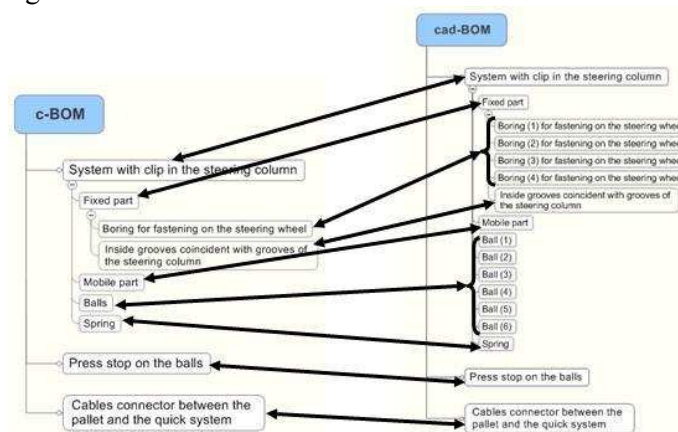 cad-BOM
System with clip in the steering column
Fixed part
Boring (1) for fastening on the steering whee
Boring (2) for fastening on the steering whee
Boring (3) for fastening on the steering whee
Boring (4) for fastening on the steering whee
Inside grooves coincident with grooves of
the steering column
Mobile part
Ball (1)
Ball (2)
Ball (3)
Ball (4)
Ball (5)
Ball (6)
Spring
Press stop on the balls
Cables connector between the
pallet and the quick system
c-BOM
System with clip in the steering column
Fixed part
Boring for fastening on the steering wheel
Inside grooves coincident with grooves of
the steering column
Mobile part
Balls
Spring
Press stop on the balls
Cables connector between the
pallet and the quick system